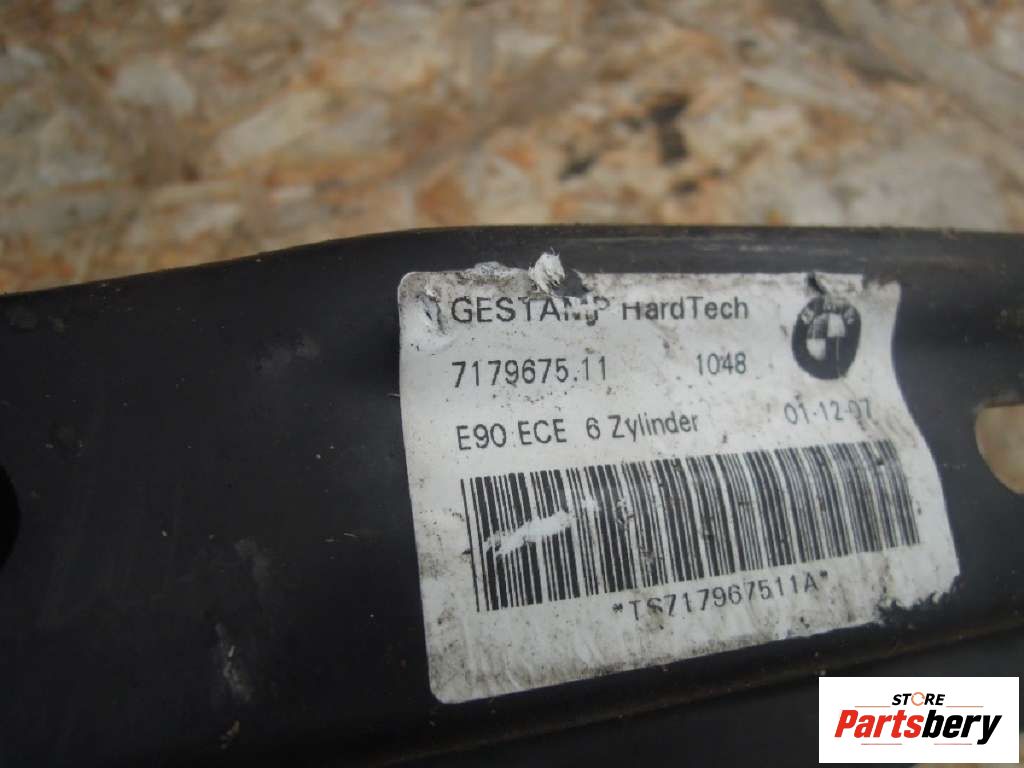 GESTAMP HardTech
7179675.11 1048
E90 ECE 6 Zylinder 01-12-07
*TS717967511A*
STORE
Partsbery